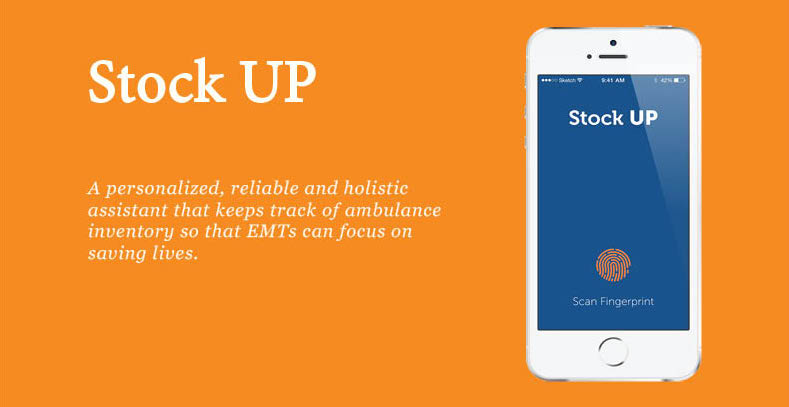 Stock UP
A personalized, reliable and holistic
assistant that keeps track of ambulance
inventory so that EMTs can focus on
saving lives.
Sketch 9:41 AM 42%
Stock UP
Scan Fingerprint